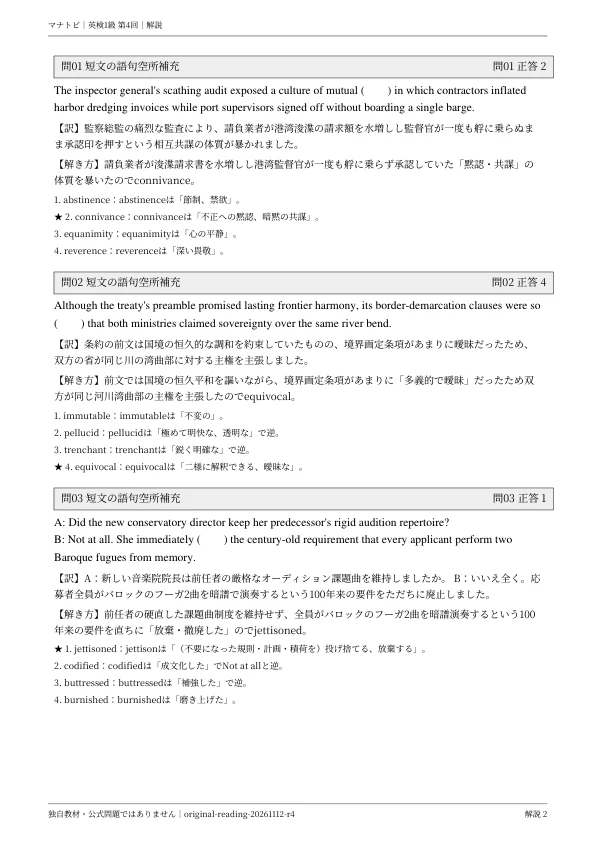 マナトビ｜英検1級 第4回｜解説
問01 短文の語句空所補充 問01 正答 2
The inspector general's scathing audit exposed a culture of mutual (　　) in which contractors inflated
harbor dredging invoices while port supervisors signed off without boarding a single barge.
【訳】監察総監の痛烈な監査により、請負業者が港湾浚渫の請求額を水増しし監督官が一度も艀に乗らぬま
ま承認印を押すという相互共謀の体質が暴かれました。
【解き方】請負業者が浚渫請求書を水増しし港湾監督官が一度も艀に乗らず承認していた「黙認・共謀」の
体質を暴いたのでconnivance。
1. abstinence：abstinenceは「節制、禁欲」。
★ 2. connivance：connivanceは「不正への黙認、暗黙の共謀」。
3. equanimity：equanimityは「心の平静」。
4. reverence：reverenceは「深い畏敬」。
問02 短文の語句空所補充 問02 正答 4
Although the treaty's preamble promised lasting frontier harmony, its border-demarcation clauses were so
(　　) that both ministries claimed sovereignty over the same river bend.
【訳】条約の前文は国境の恒久的な調和を約束していたものの、境界画定条項があまりに曖昧だったため、
双方の省が同じ川の湾曲部に対する主権を主張しました。
【解き方】前文では国境の恒久平和を謳いながら、境界画定条項があまりに「多義的で曖昧」だったため双
方が同じ河川湾曲部の主権を主張したのでequivocal。
1. immutable：immutableは「不変の」。
2. pellucid：pellucidは「極めて明快な、透明な」で逆。
3. trenchant：trenchantは「鋭く明確な」で逆。
★ 4. equivocal：equivocalは「二様に解釈できる、曖昧な」。
問03 短文の語句空所補充 問03 正答 1
A: Did the new conservatory director keep her predecessor's rigid audition repertoire?
B: Not at all. She immediately (　　) the century-old requirement that every applicant perform two
Baroque fugues from memory.
【訳】A：新しい音楽院院長は前任者の厳格なオーディション課題曲を維持しましたか。 B：いいえ全く。応
募者全員がバロックのフーガ2曲を暗譜で演奏するという100年来の要件をただちに廃止しました。
【解き方】前任者の硬直した課題曲制度を維持せず、全員がバロックのフーガ2曲を暗譜演奏するという100
年来の要件を直ちに「放棄・撤廃した」のでjettisoned。
★ 1. jettisoned：jettisonは「（不要になった規則・計画・積荷を）投げ捨てる、放棄する」。
2. codified：codifiedは「成文化した」でNot at allと逆。
3. buttressed：buttressedは「補強した」で逆。
4. burnished：burnishedは「磨き上げた」。
独自教材・公式問題ではありません｜original-reading-20261112-r4 解説 2